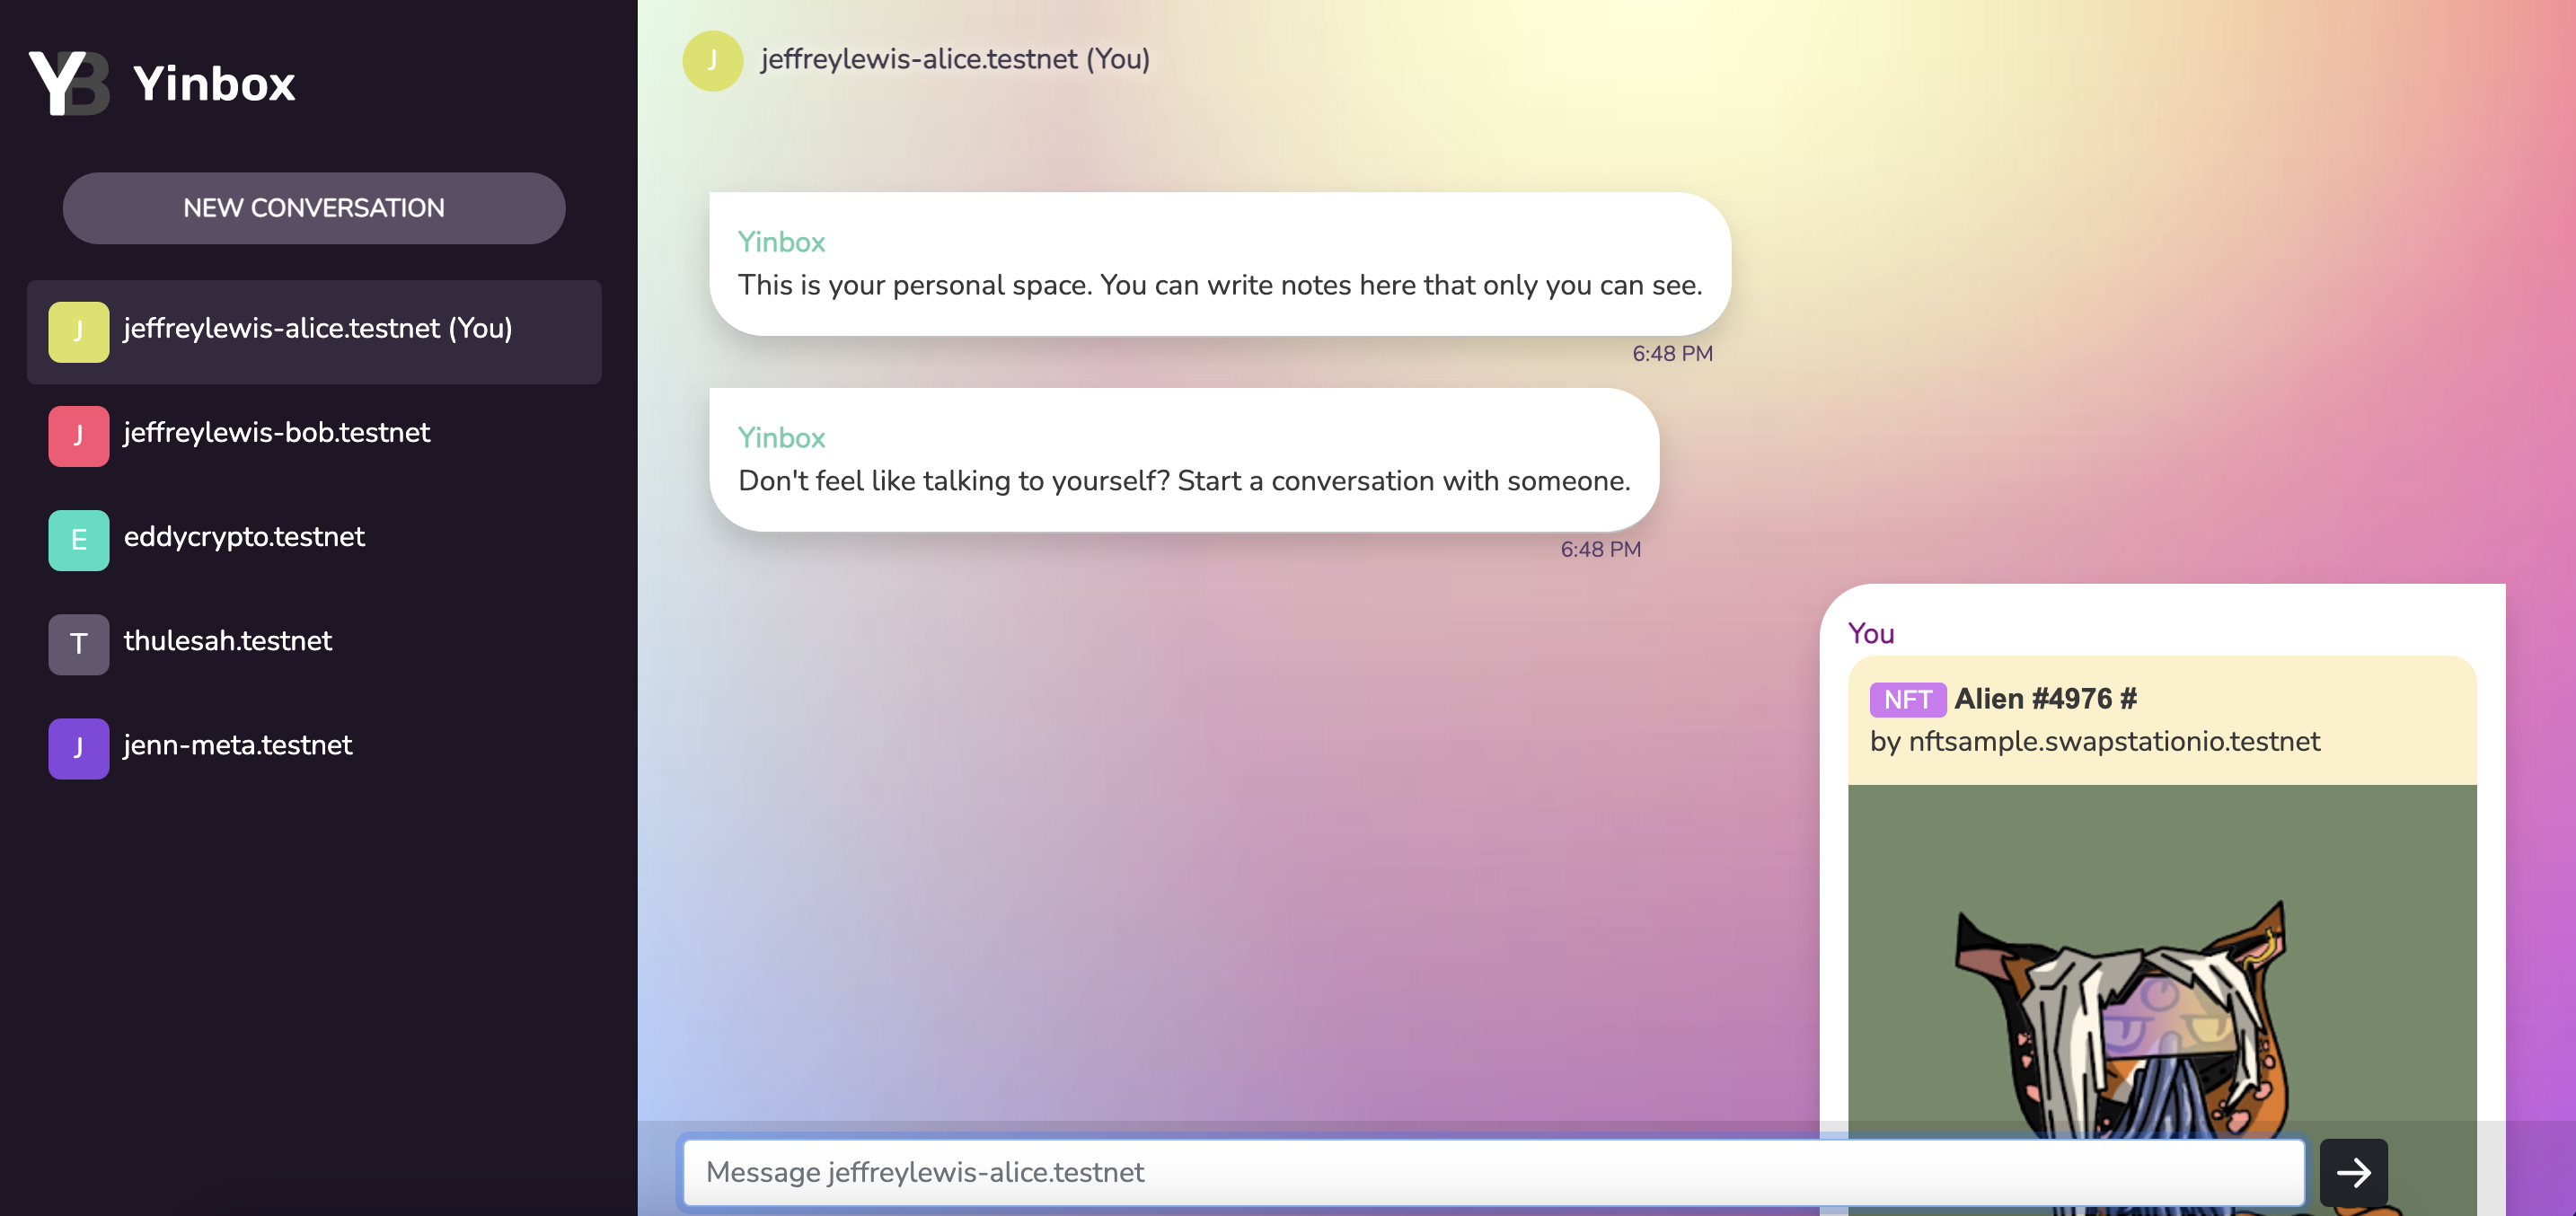 YB Yinbox
NEW CONVERSATION
J jeffreylewis-alice.testnet (You)
J jeffreylewis-bob.testnet
E eddycrypto.testnet
T thulesah.testnet
J jenn-meta.testnet
J jeffreylewis-alice.testnet (You)
Yinbox
This is your personal space. You can write notes here that only you can see.
6:48 PM
Yinbox
Don't feel like talking to yourself? Start a conversation with someone.
6:48 PM
You
NFT Alien #4976 #
by nftsample.swapstationio.testnet
Message jeffreylewis-alice.testnet